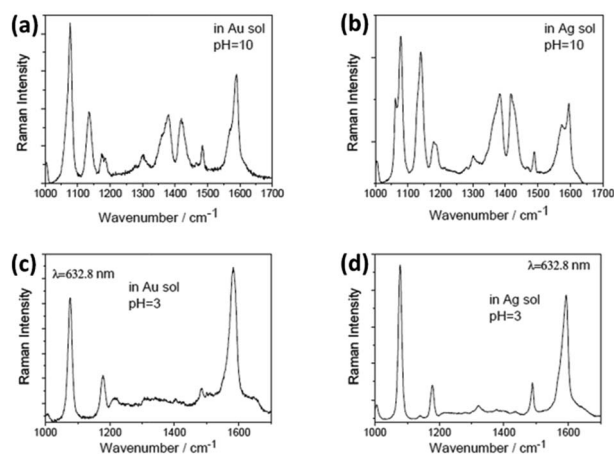 (a)
in Au sol
pH=10
Raman Intensity
1000 1100 1200 1300 1400 1500 1600 1700
Wavenumber / cm⁻¹
(b)
in Ag sol
pH=10
Raman Intensity
1000 1100 1200 1300 1400 1500 1600 1700
Wavenumber / cm⁻¹
(c)
λ=632.8 nm
in Au sol
pH=3
Raman Intensity
1000 1200 1400 1600
Wavenumber / cm⁻¹
(d)
λ=632.8 nm
in Ag sol
pH=3
Raman Intensity
1000 1200 1400 1600
Wavenumber / cm⁻¹